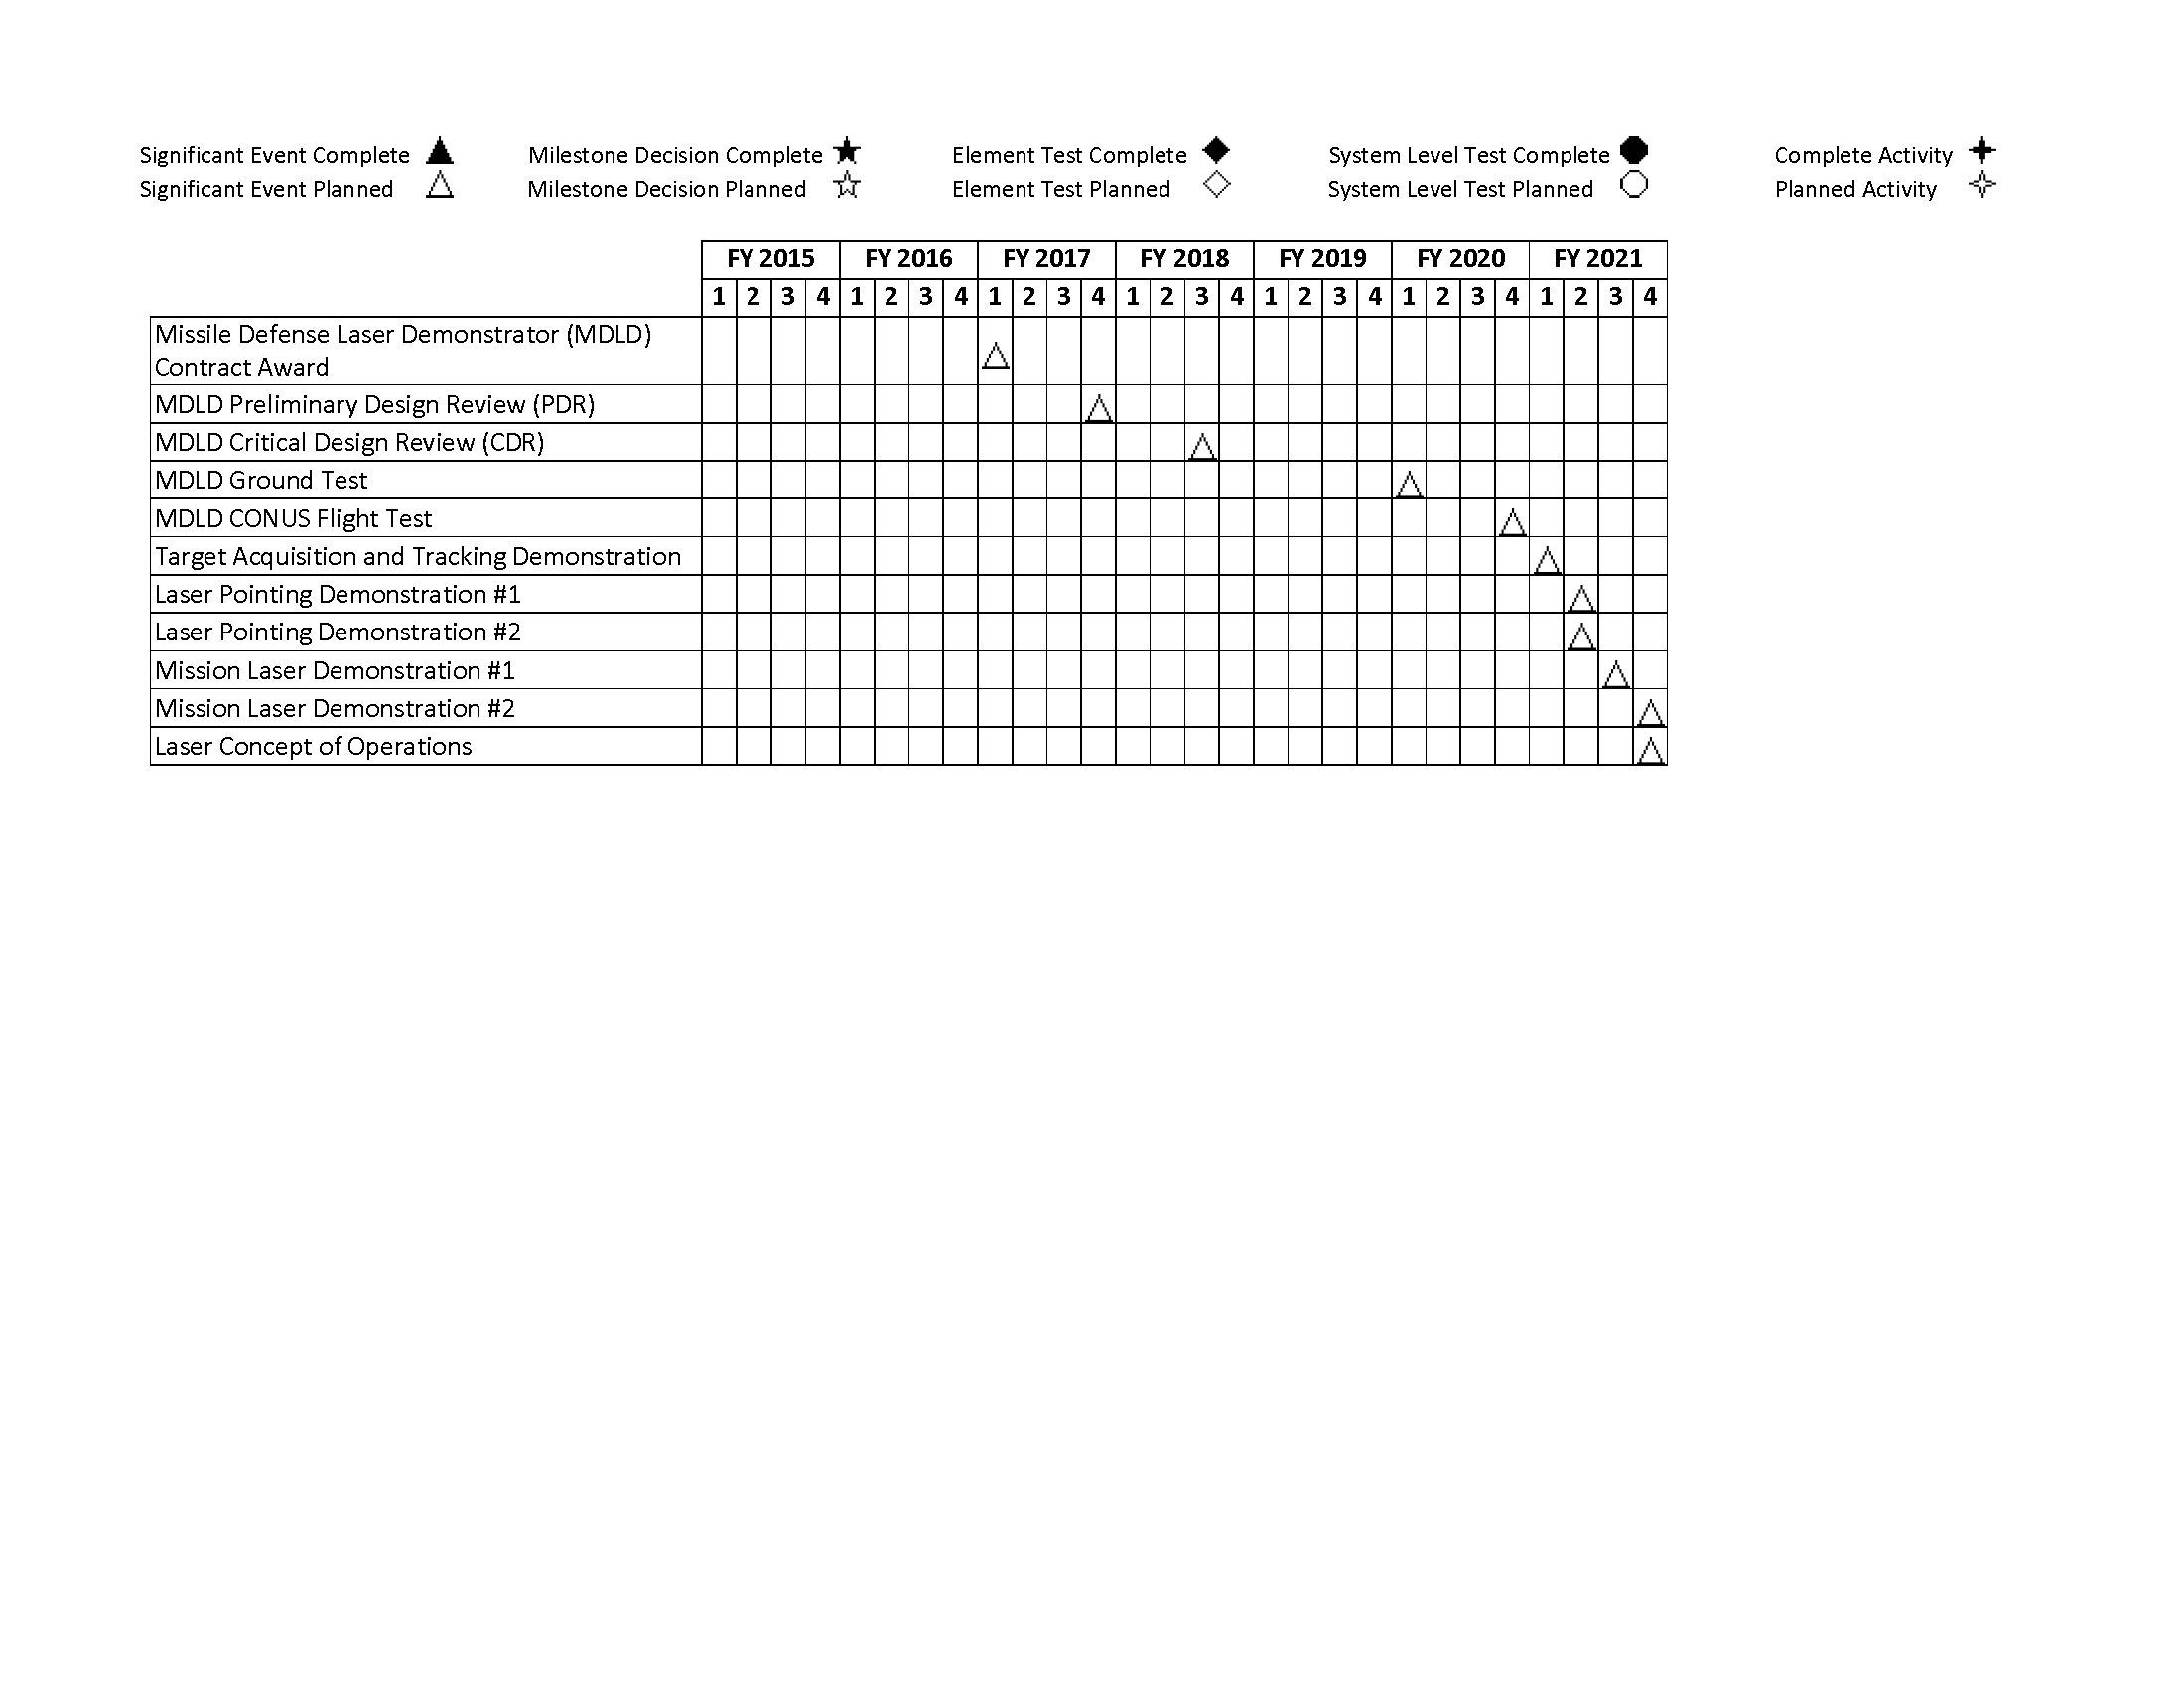 Significant Event Complete ▲ Milestone Decision Complete ★ Element Test Complete ◆ System Level Test Complete ● Complete Activity ✦
Significant Event Planned △ Milestone Decision Planned ☆ Element Test Planned ◇ System Level Test Planned ○ Planned Activity ✧
FY 2015 FY 2016 FY 2017 FY 2018 FY 2019 FY 2020 FY 2021
1 2 3 4 1 2 3 4 1 2 3 4 1 2 3 4 1 2 3 4 1 2 3 4 1 2 3 4
Missile Defense Laser Demonstrator (MDLD)
Contract Award △
MDLD Preliminary Design Review (PDR) △
MDLD Critical Design Review (CDR) △
MDLD Ground Test △
MDLD CONUS Flight Test △
Target Acquisition and Tracking Demonstration △
Laser Pointing Demonstration #1 △
Laser Pointing Demonstration #2 △
Mission Laser Demonstration #1 △
Mission Laser Demonstration #2 △
Laser Concept of Operations △